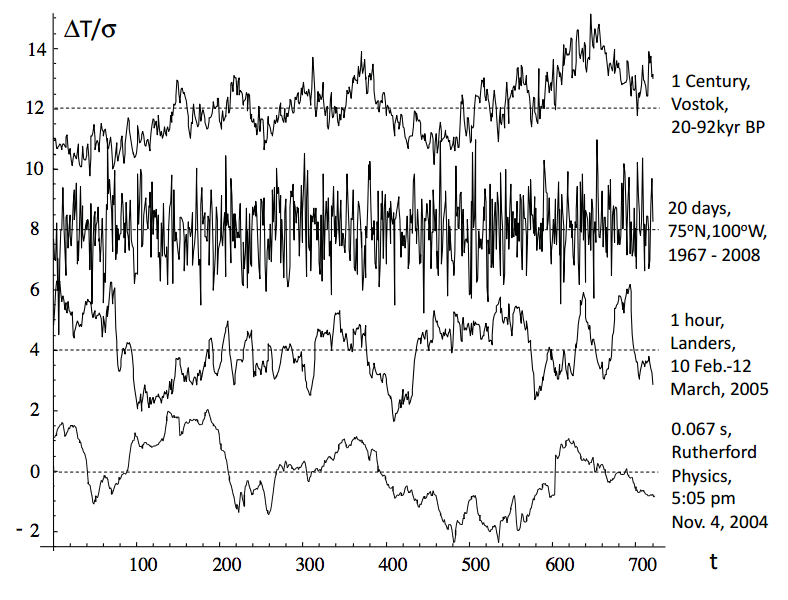 ΔT/σ
14
12
10
8
6
4
2
0
- 2
100
200
300
400
500
600
700
t
1 Century,
Vostok,
20-92kyr BP
20 days,
75ºN,100ºW,
1967 - 2008
1 hour,
Landers,
10 Feb.-12
March, 2005
0.067 s,
Rutherford
Physics,
5:05 pm
Nov. 4, 2004